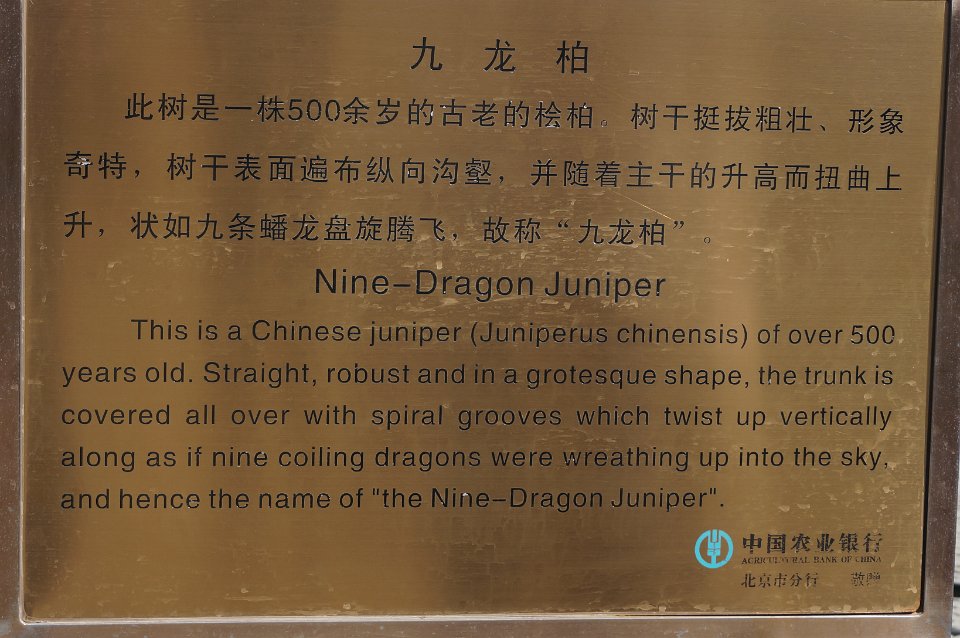 九龙柏
此树是一株500余岁的古老的桧柏。树干挺拔粗壮、形象
奇特，树干表面遍布纵向沟壑，并随着主干的升高而扭曲上
升，状如九条蟠龙盘旋腾飞，故称“九龙柏”。
Nine-Dragon Juniper
This is a Chinese juniper (Juniperus chinensis) of over 500
years old. Straight, robust and in a grotesque shape, the trunk is
covered all over with spiral grooves which twist up vertically
along as if nine coiling dragons were wreathing up into the sky,
and hence the name of "the Nine-Dragon Juniper".
中国农业银行
AGRICULTURAL BANK OF CHINA
北京市分行 敬赠